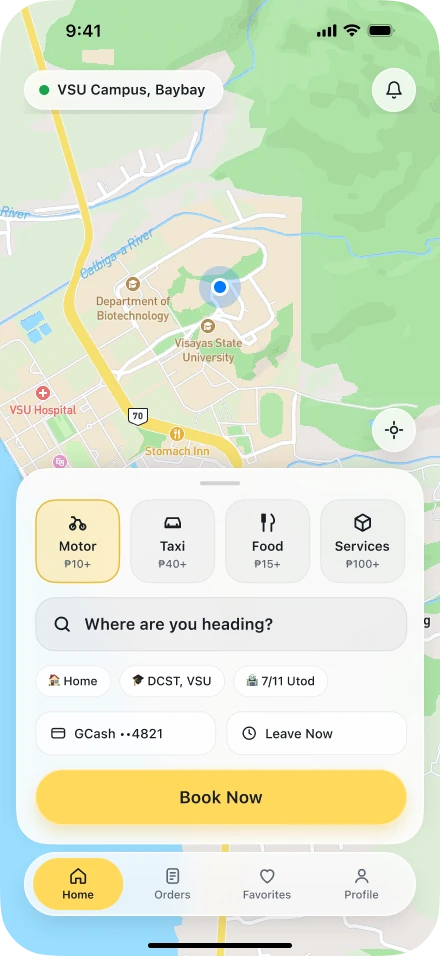 9:41
VSU Campus, Baybay
River
Calbiga-a River
Department of
Biotechnology
Visayas State
University
VSU Hospital
70
Stomach Inn
Motor
₱10+
Taxi
₱40+
Food
₱15+
Services
₱100+
Where are you heading?
g
Home
DCST, VSU
7/11 Utod
GCash ••4821
Leave Now
Book Now
Home
Orders
Favorites
Profile